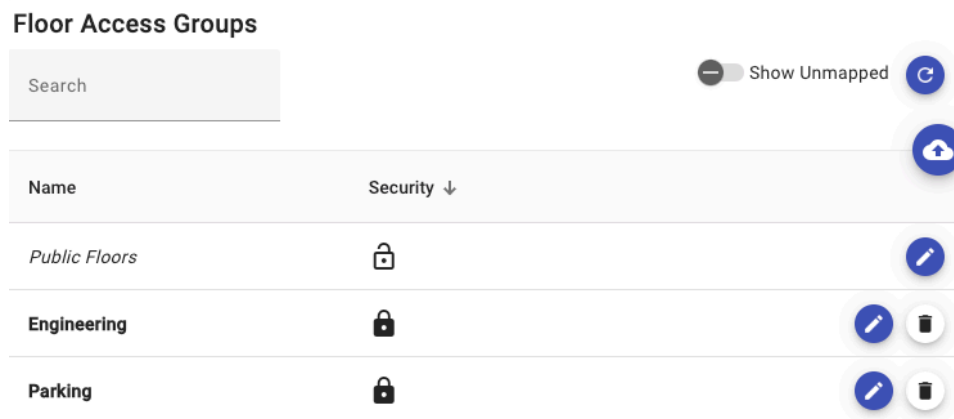 Floor Access Groups
Search
Show Unmapped
Name Security
Public Floors
Engineering
Parking